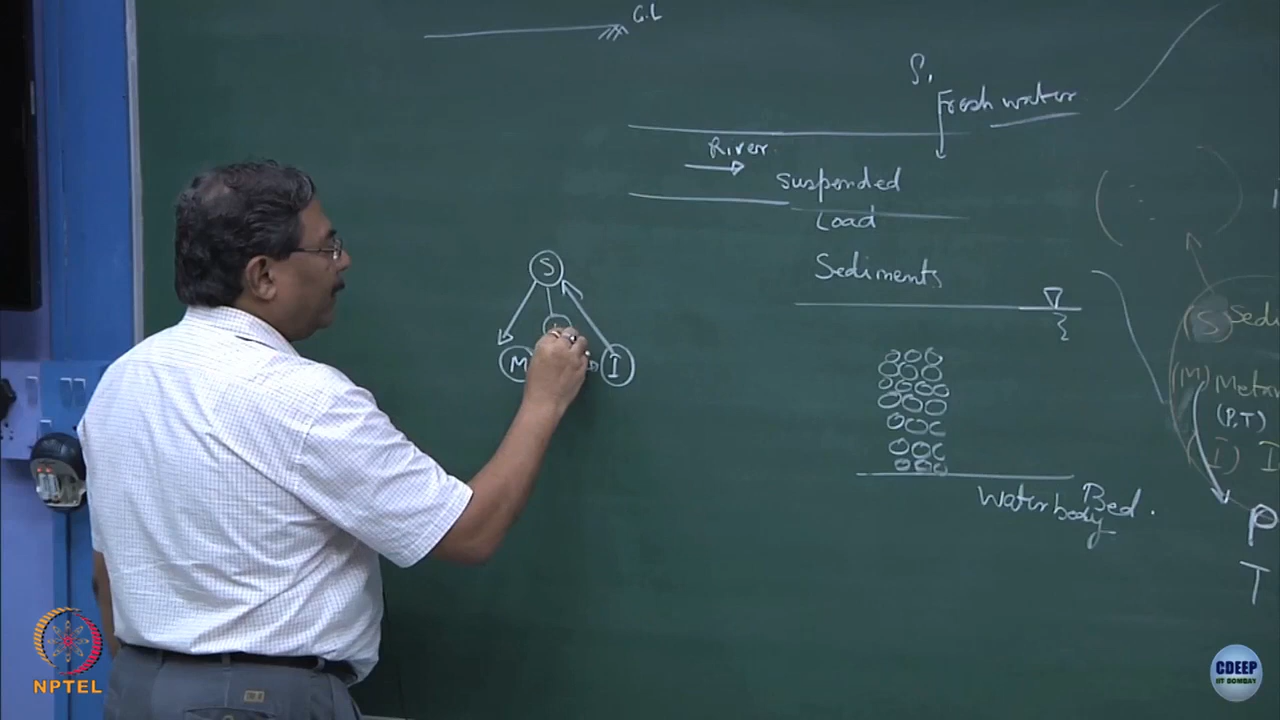 G.L
Fresh water
River
Suspended
Load
Sediments
S
M
I
Water body Bed.
(S) Sedi
(M) Meta
(P,T)
(I) I
P
T
NPTEL
CDEEP
IIT BOMBAY